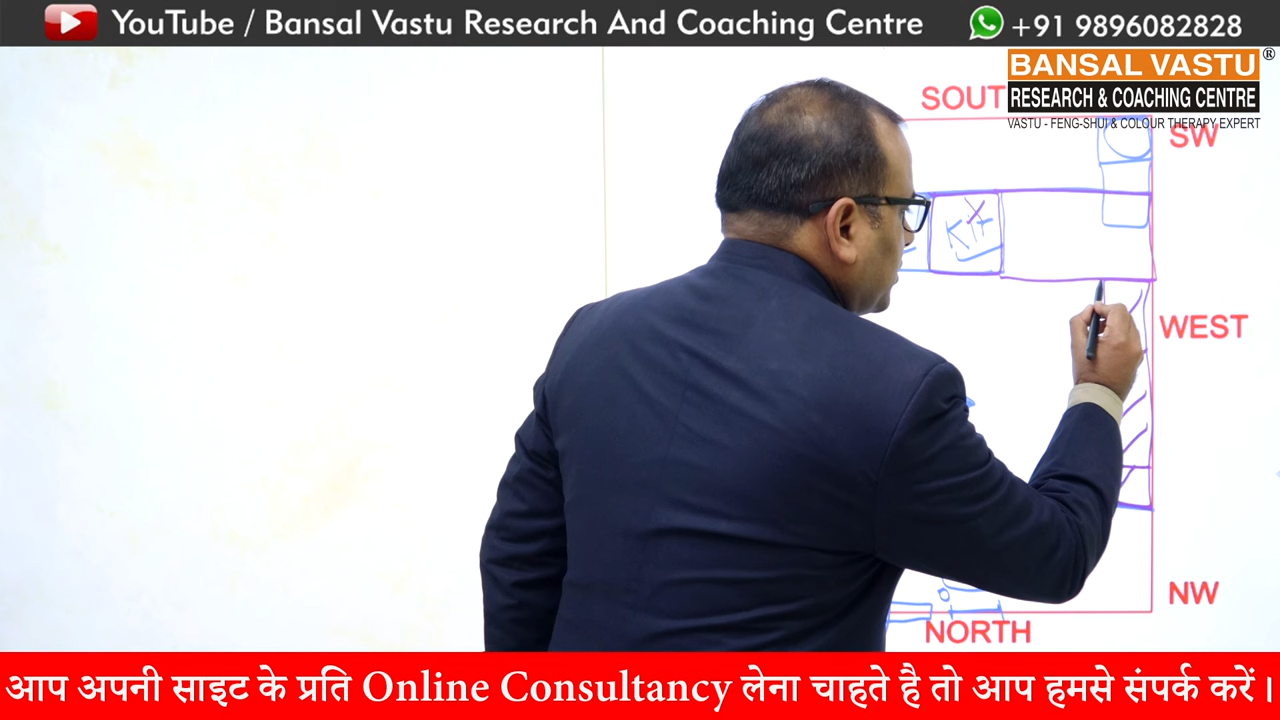 YouTube / Bansal Vastu Research And Coaching Centre
+91 9896082828
BANSAL VASTU®
RESEARCH & COACHING CENTRE
VASTU - FENG-SHUI & COLOUR THERAPY EXPERT
SOUT
SW
Kit
WEST
NW
NORTH
आप अपनी साइट के प्रति Online Consultancy लेना चाहते है तो आप हमसे संपर्क करें।